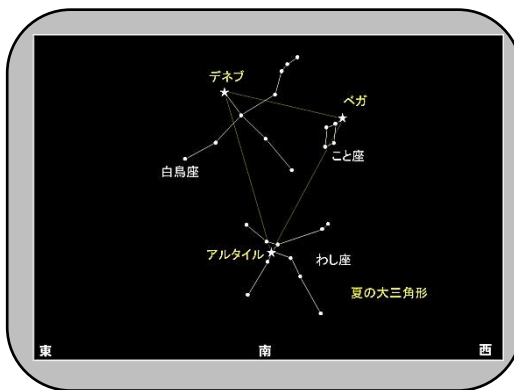 デネブ
ベガ
こと座
白鳥座
アルタイル
わし座
夏の大三角形
東 南 西